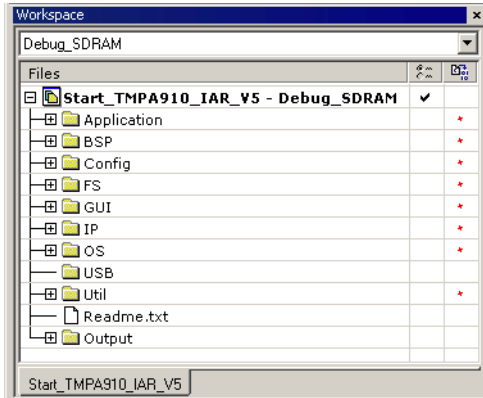 Workspace
Debug_SDRAM
Files
Start_TMPA910_IAR_V5 - Debug_SDRAM
Application
BSP
Config
FS
GUI
IP
OS
USB
Util
Readme.txt
Output
Start_TMPA910_IAR_V5